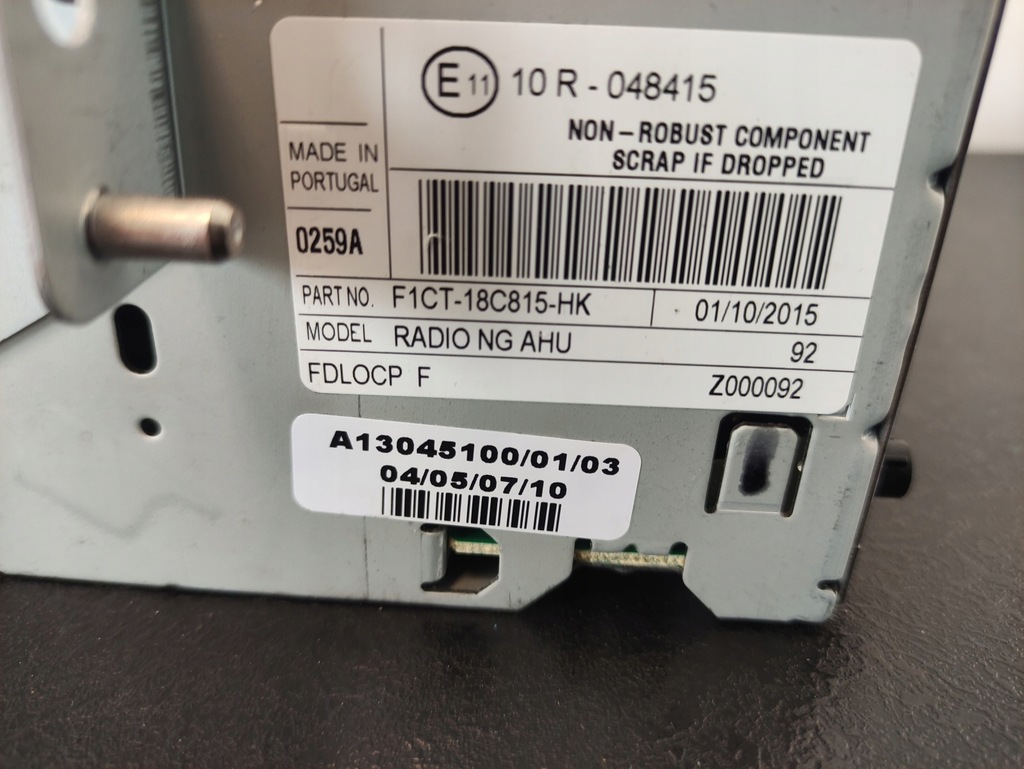 E 11 10 R - 048415
NON-ROBUST COMPONENT
SCRAP IF DROPPED
MADE IN
PORTUGAL
0259A
PART NO. F1CT-18C815-HK 01/10/2015
MODEL RADIO NG AHU 92
FDLOCP F Z000092
A13045100/01/03
04/05/07/10